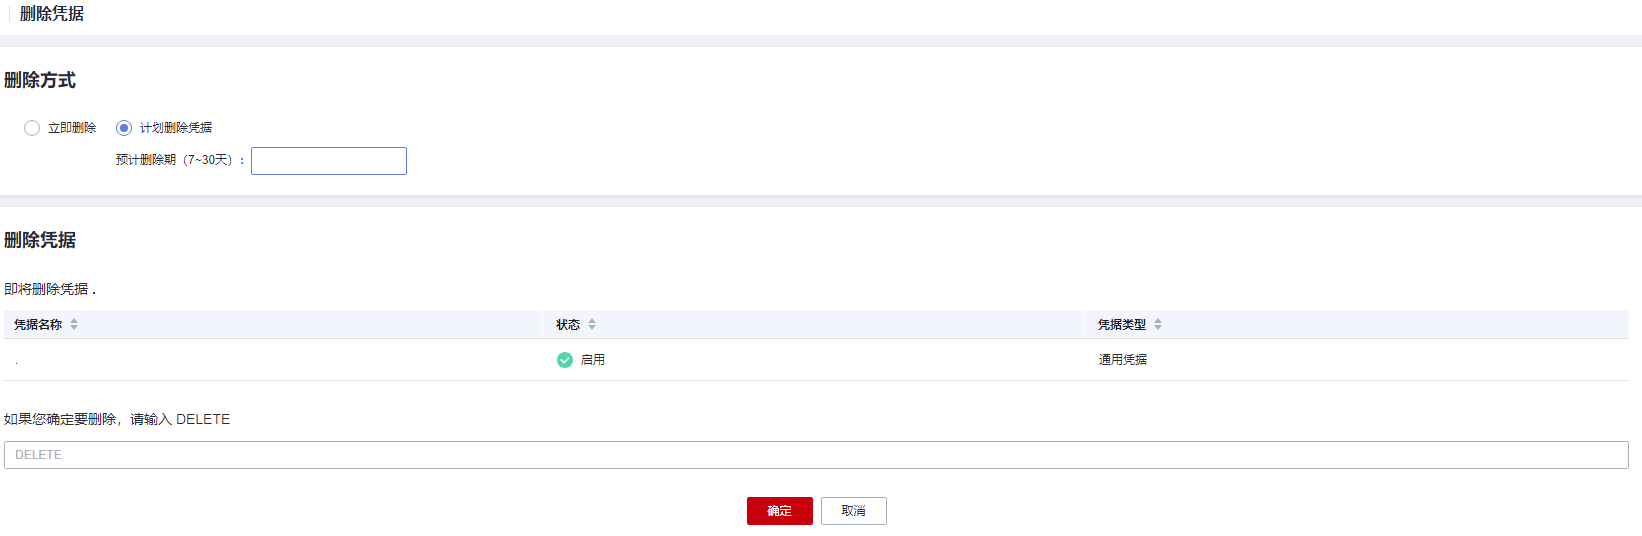 删除凭据
删除方式
立即删除 计划删除凭据
预计删除期（7~30天）：
删除凭据
即将删除凭据 .
凭据名称 状态 凭据类型
. 启用 通用凭据
如果您确定要删除，请输入 DELETE
DELETE
确定 取消